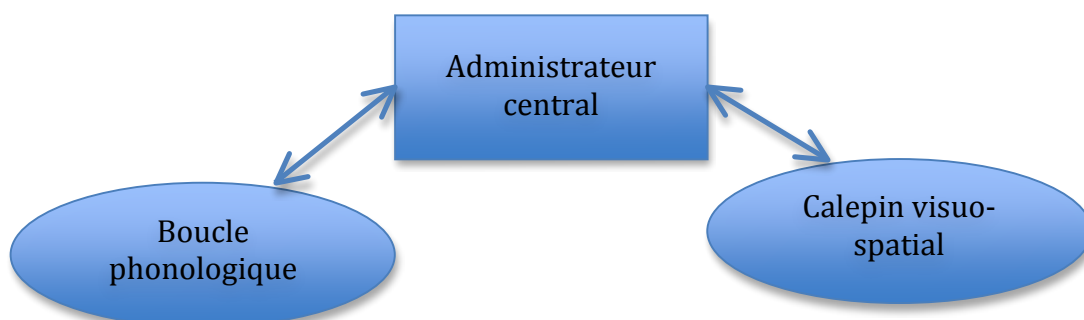 Administrateur
central
Boucle
phonologique
Calepin visuo-
spatial